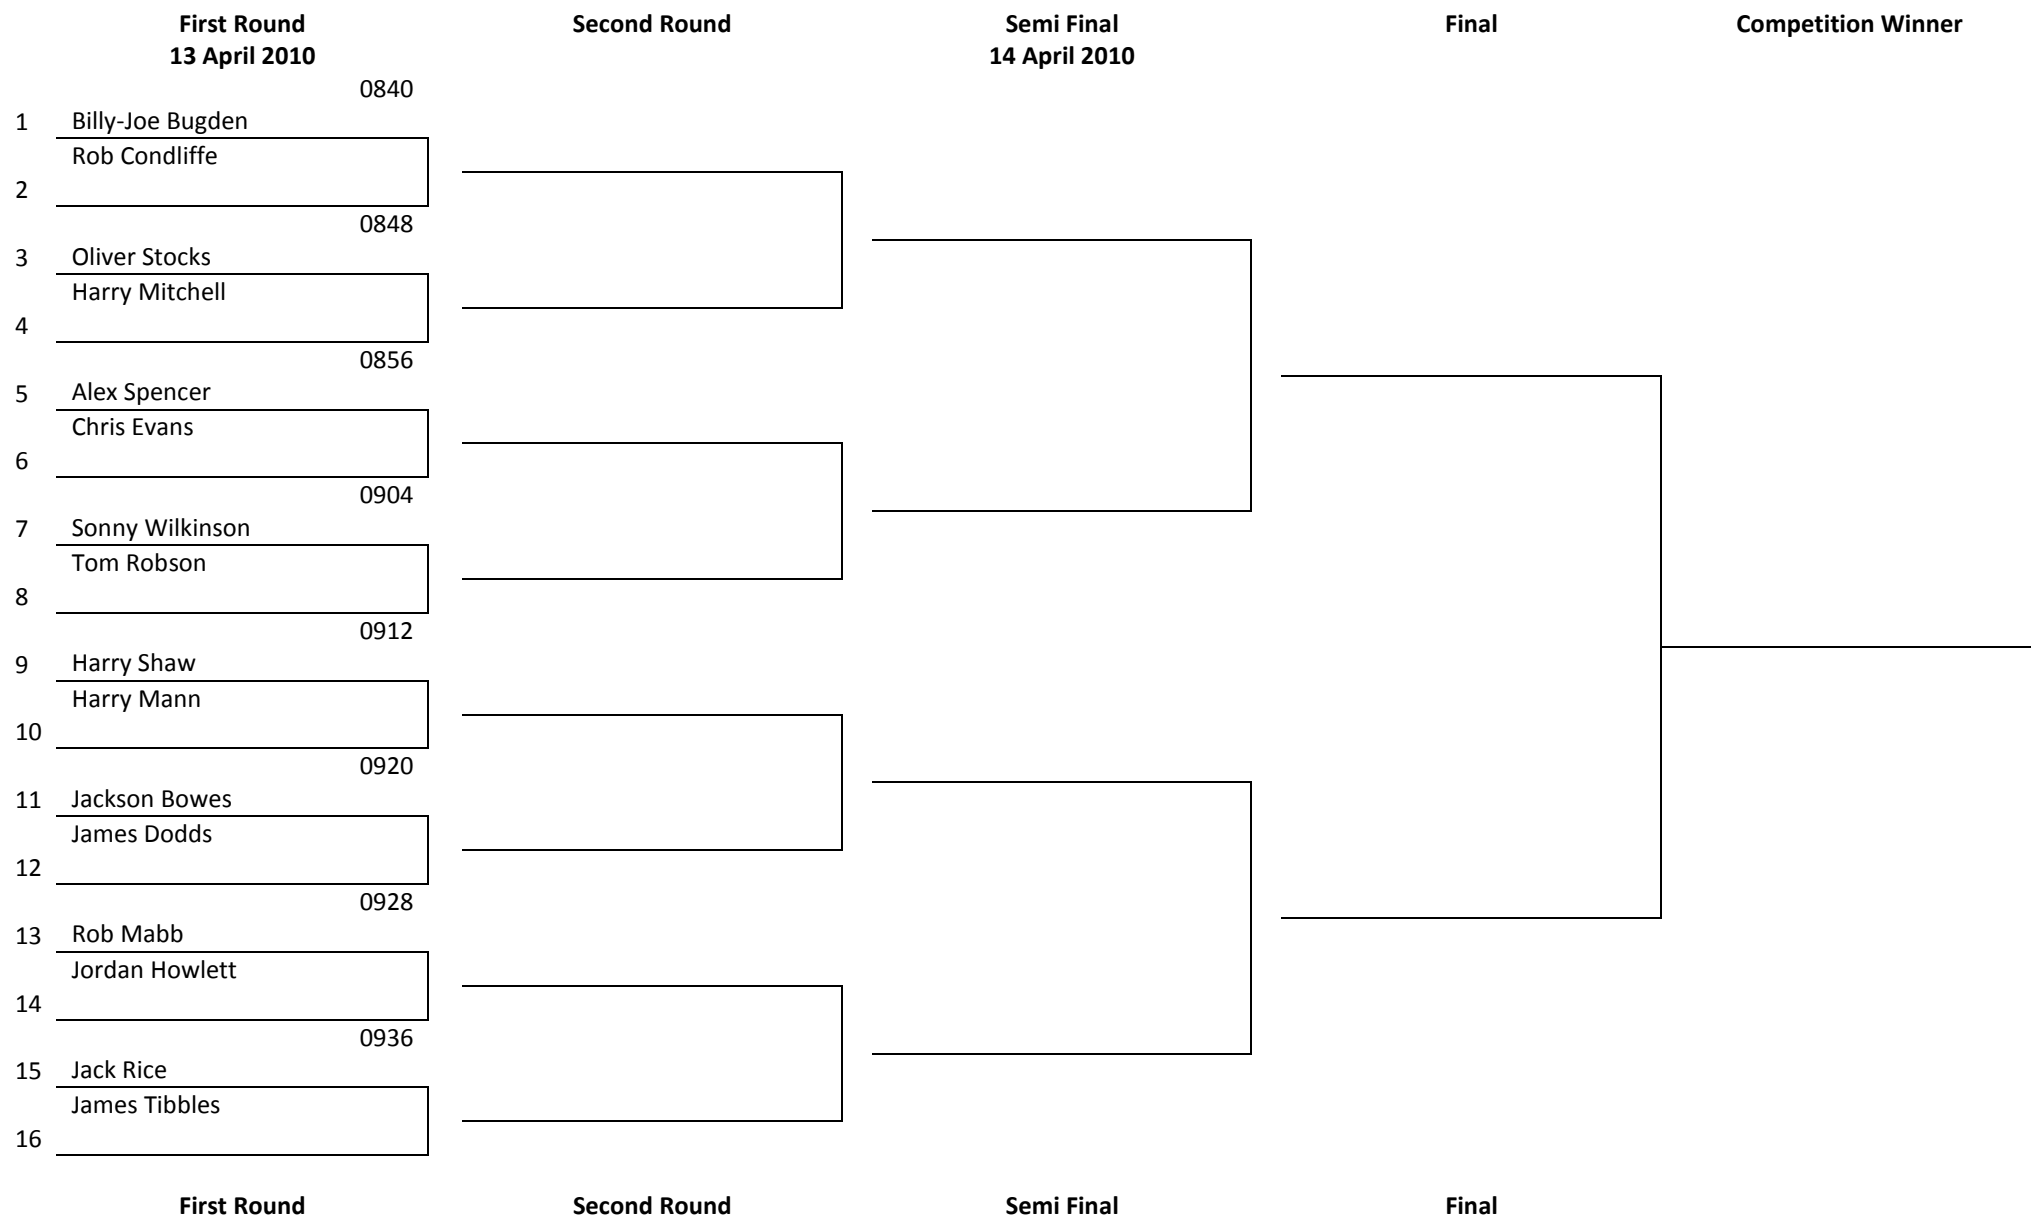 First Round Second Round Semi Final Final Competition Winner
13 April 2010 14 April 2010
0840
1 Billy-Joe Bugden
Rob Condliffe
2
0848
3 Oliver Stocks
Harry Mitchell
4
0856
5 Alex Spencer
Chris Evans
6
0904
7 Sonny Wilkinson
Tom Robson
8
0912
9 Harry Shaw
Harry Mann
10
0920
11 Jackson Bowes
James Dodds
12
0928
13 Rob Mabb
Jordan Howlett
14
0936
15 Jack Rice
James Tibbles
16
First Round Second Round Semi Final Final